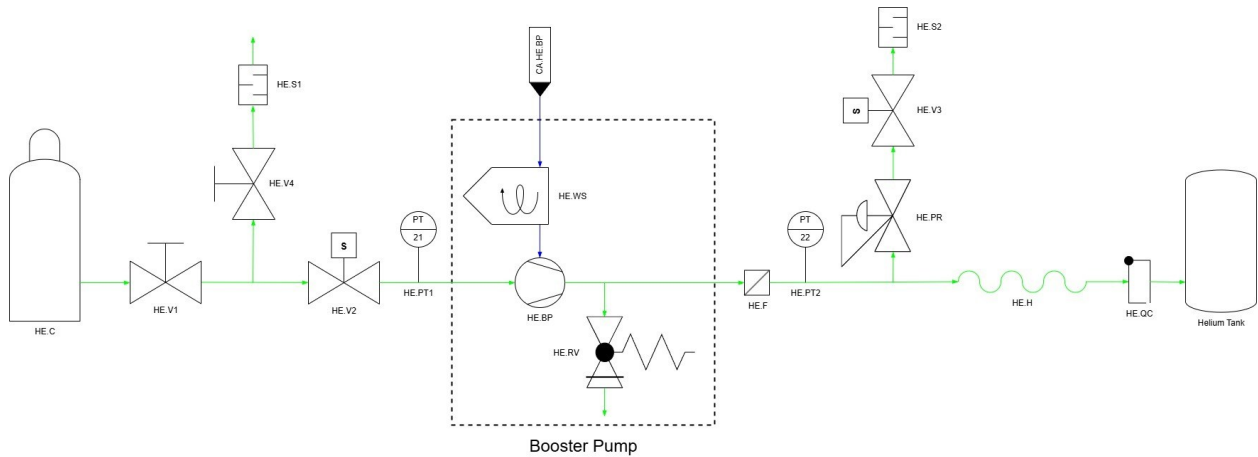 HE.S2
CA.HE.BP
HE.S1
HE.V3
S
HE.V4
HE.WS
HE.PR
PT
21
PT
22
S
HE.PT1
HE.PT2
HE.H
HE.V1
HE.V2
HE.BP
HE.F
HE.QC
Helium Tank
HE.C
HE.RV
Booster Pump